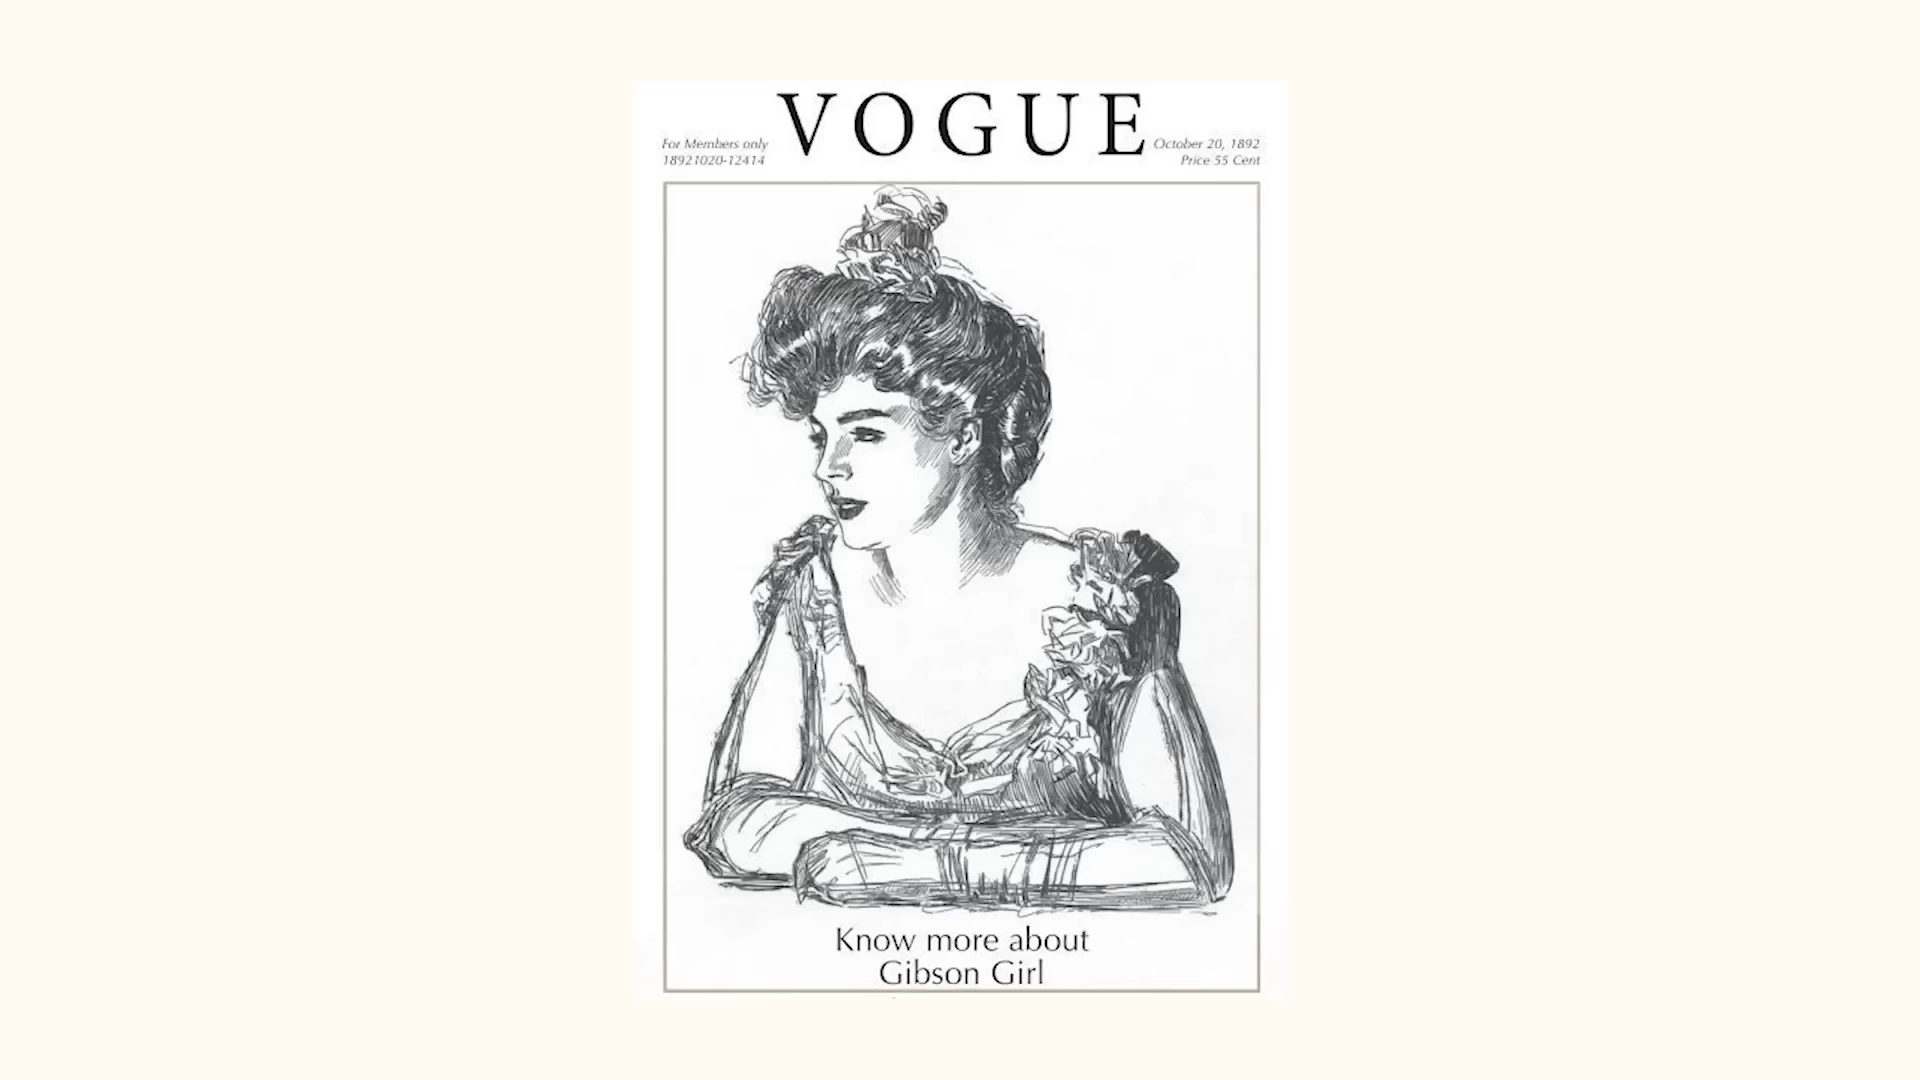 VOGUE
For Members only
18921020-12414
October 20, 1892
Price 55 Cent
Know more about
Gibson Girl